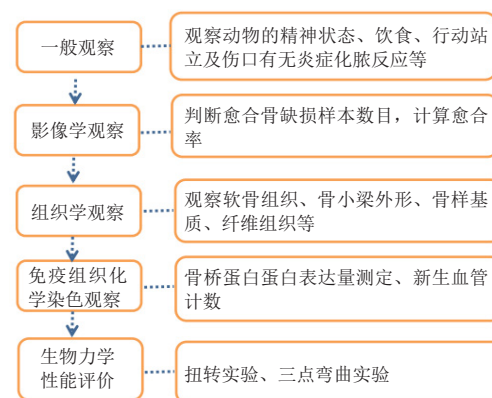 一般观察
观察动物的精神状态、饮食、行动站
立及伤口有无炎症化脓反应等
影像学观察
判断愈合骨缺损样本数目，计算愈合
率
组织学观察
观察软骨组织、骨小梁外形、骨样基
质、纤维组织等
免疫组织化
学染色观察
骨桥蛋白蛋白表达量测定、新生血管
计数
生物力学
性能评价
扭转实验、三点弯曲实验